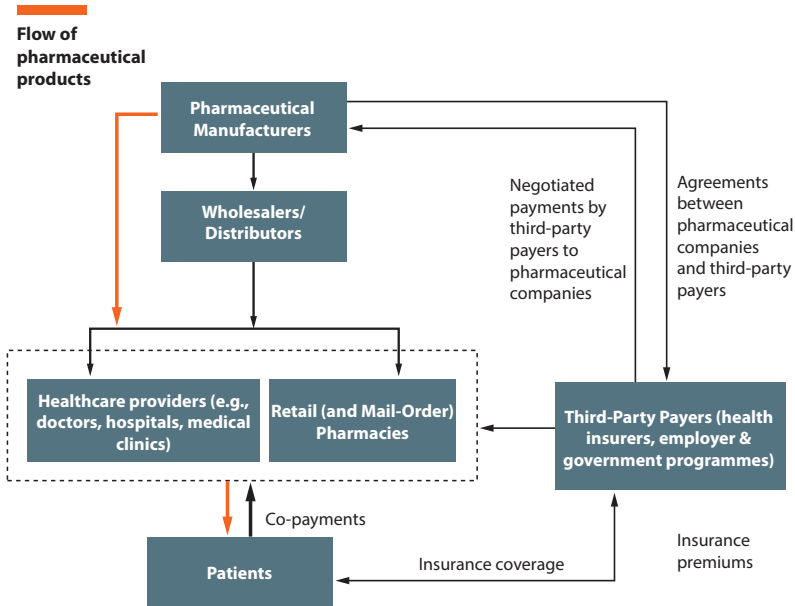 Flow of
pharmaceutical
products
Pharmaceutical
Manufacturers
Wholesalers/
Distributors
Negotiated
payments by
third-party
payers to
pharmaceutical
companies
Agreements
between
pharmaceutical
companies
and third-party
payers
Healthcare providers (e.g.,
doctors, hospitals, medical
clinics)
Retail (and Mail-Order)
Pharmacies
Third-Party Payers (health
insurers, employer &
government programmes)
Co-payments
Patients
Insurance coverage
Insurance
premiums